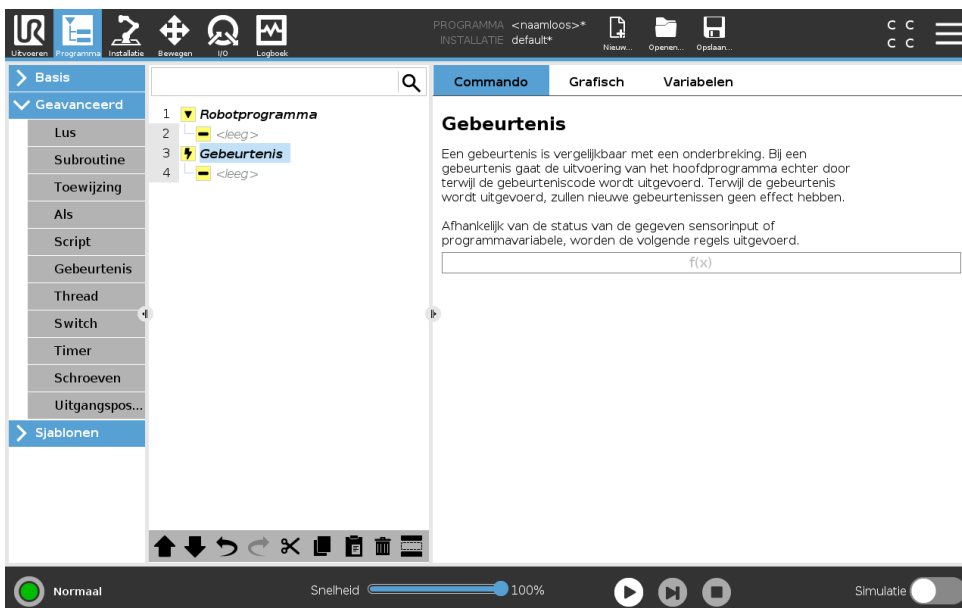 UR
PROGRAMMA <naamloos>*
INSTALLATIE default*
C C
C C
Uitvoeren Programma Installatie Bewegen I/O Logboek
Nieuw... Openen... Opslaan...
Basis
Geavanceerd
Lus
Subroutine
Toewijzing
Als
Script
Gebeurtenis
Thread
Switch
Timer
Schroeven
Uitgangspos...
Sjablonen
1 Robotprogramma
2 <leeg>
3 Gebeurtenis
4 <leeg>
Commando Grafisch Variabelen
Gebeurtenis
Een gebeurtenis is vergelijkbaar met een onderbreking. Bij een
gebeurtenis gaat de uitvoering van het hoofdprogramma echter door
terwijl de gebeurteniscode wordt uitgevoerd. Terwijl de gebeurtenis
wordt uitgevoerd, zullen nieuwe gebeurtenissen geen effect hebben.
Afhankelijk van de status van de gegeven sensorinput of
programmavariabele, worden de volgende regels uitgevoerd.
f(x)
Normaal
Snelheid 100%
Simulatie